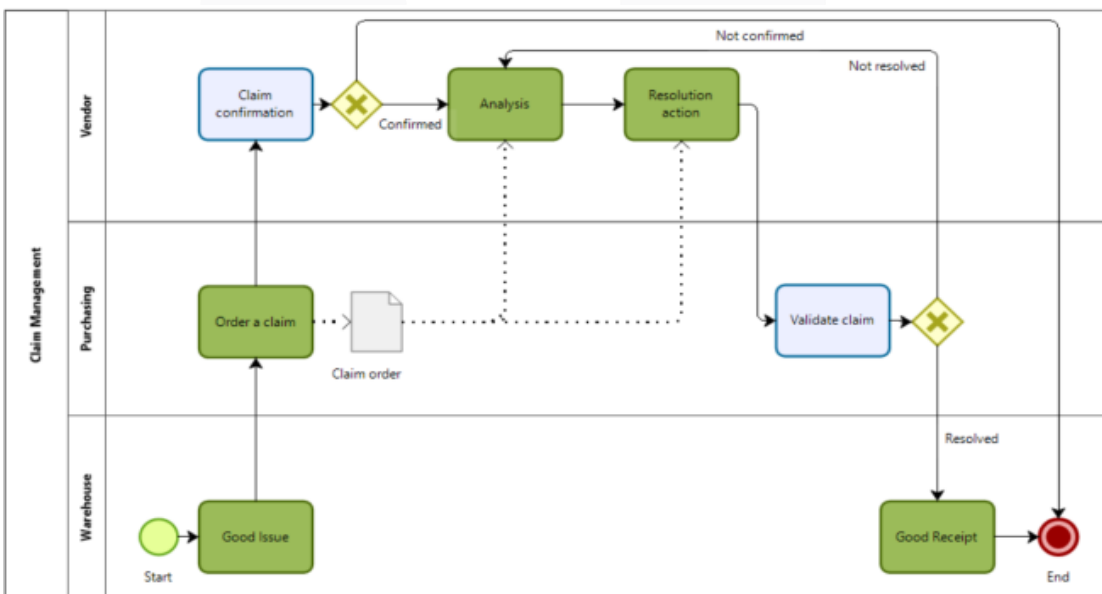 Claim Management
Vendor
Claim
confirmation
Confirmed
Analysis
Resolution
action
Not confirmed
Not resolved
Purchasing
Order a claim
Claim order
Validate claim
Resolved
Warehouse
Start
Good Issue
Good Receipt
End